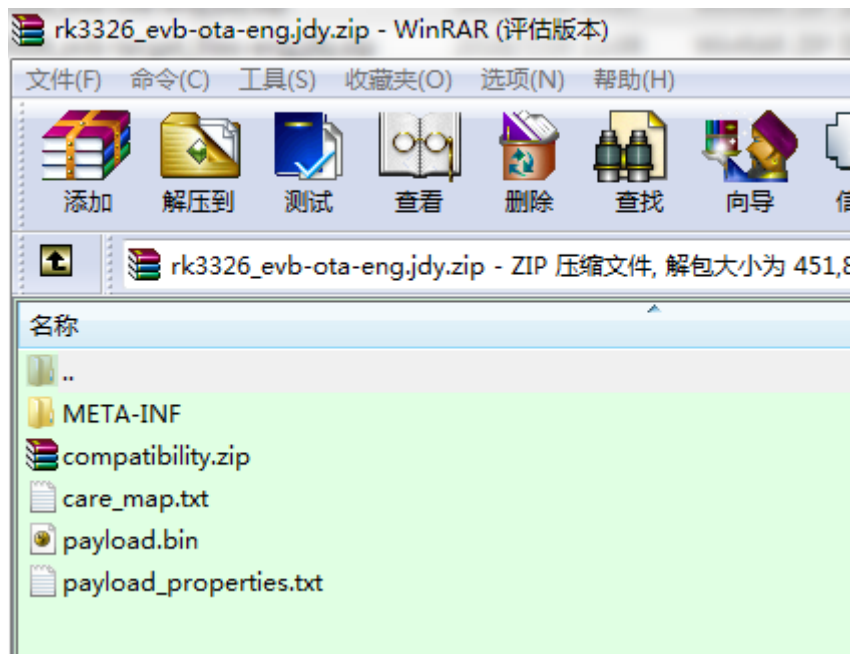 rk3326_evb-ota-eng.jdy.zip - WinRAR (评估版本)
文件(F) 命令(C) 工具(S) 收藏夹(O) 选项(N) 帮助(H)
添加 解压到 测试 查看 删除 查找 向导
rk3326_evb-ota-eng.jdy.zip - ZIP 压缩文件, 解包大小为 451,8
名称
..
META-INF
compatibility.zip
care_map.txt
payload.bin
payload_properties.txt